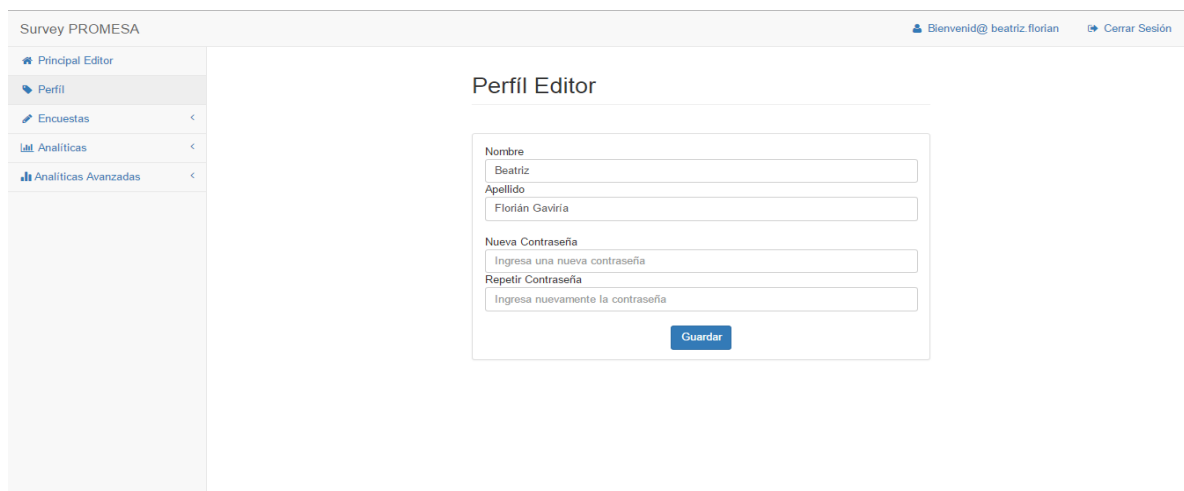 Survey PROMESA
Bienvenid@ beatriz.florian
Cerrar Sesión
Principal Editor
Perfíl
Encuestas
Analíticas
Analíticas Avanzadas
Perfíl Editor
Nombre
Beatriz
Apellido
Florián Gaviría
Nueva Contraseña
Ingresa una nueva contraseña
Repetir Contraseña
Ingresa nuevamente la contraseña
Guardar